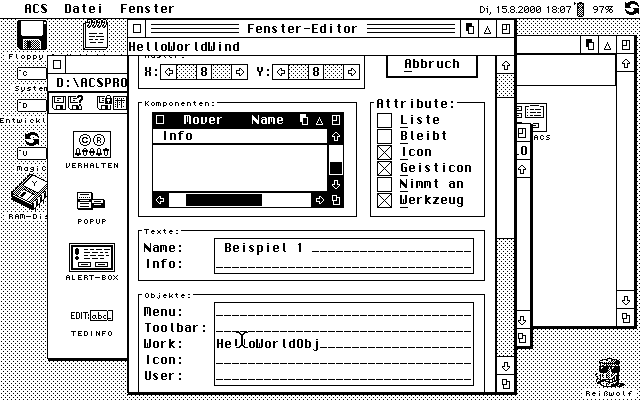 ACS Datei Fenster Di, 15.8.2000 18:07 97%
Fenster-Editor
HelloWorldWind
X: 8 Y: 8
Abbruch
Komponenten:
Mover Name
Info
Attribute:
Liste
Bleibt
Icon
Geisticon
Nimmt an
Werkzeug
Texte:
Name: Beispiel 1
Info:
Objekte:
Menu:
Toolbar:
Work: HelloWorldObj
Icon:
User:
D:\ACSPRO
VERHALTEN
POPUP
ALERT-BOX
EDIT: abc
TEDINFO
Floppy
C
System
D
Entwickl
U
Magic
RAM-Dis
ACS
Reißwolf